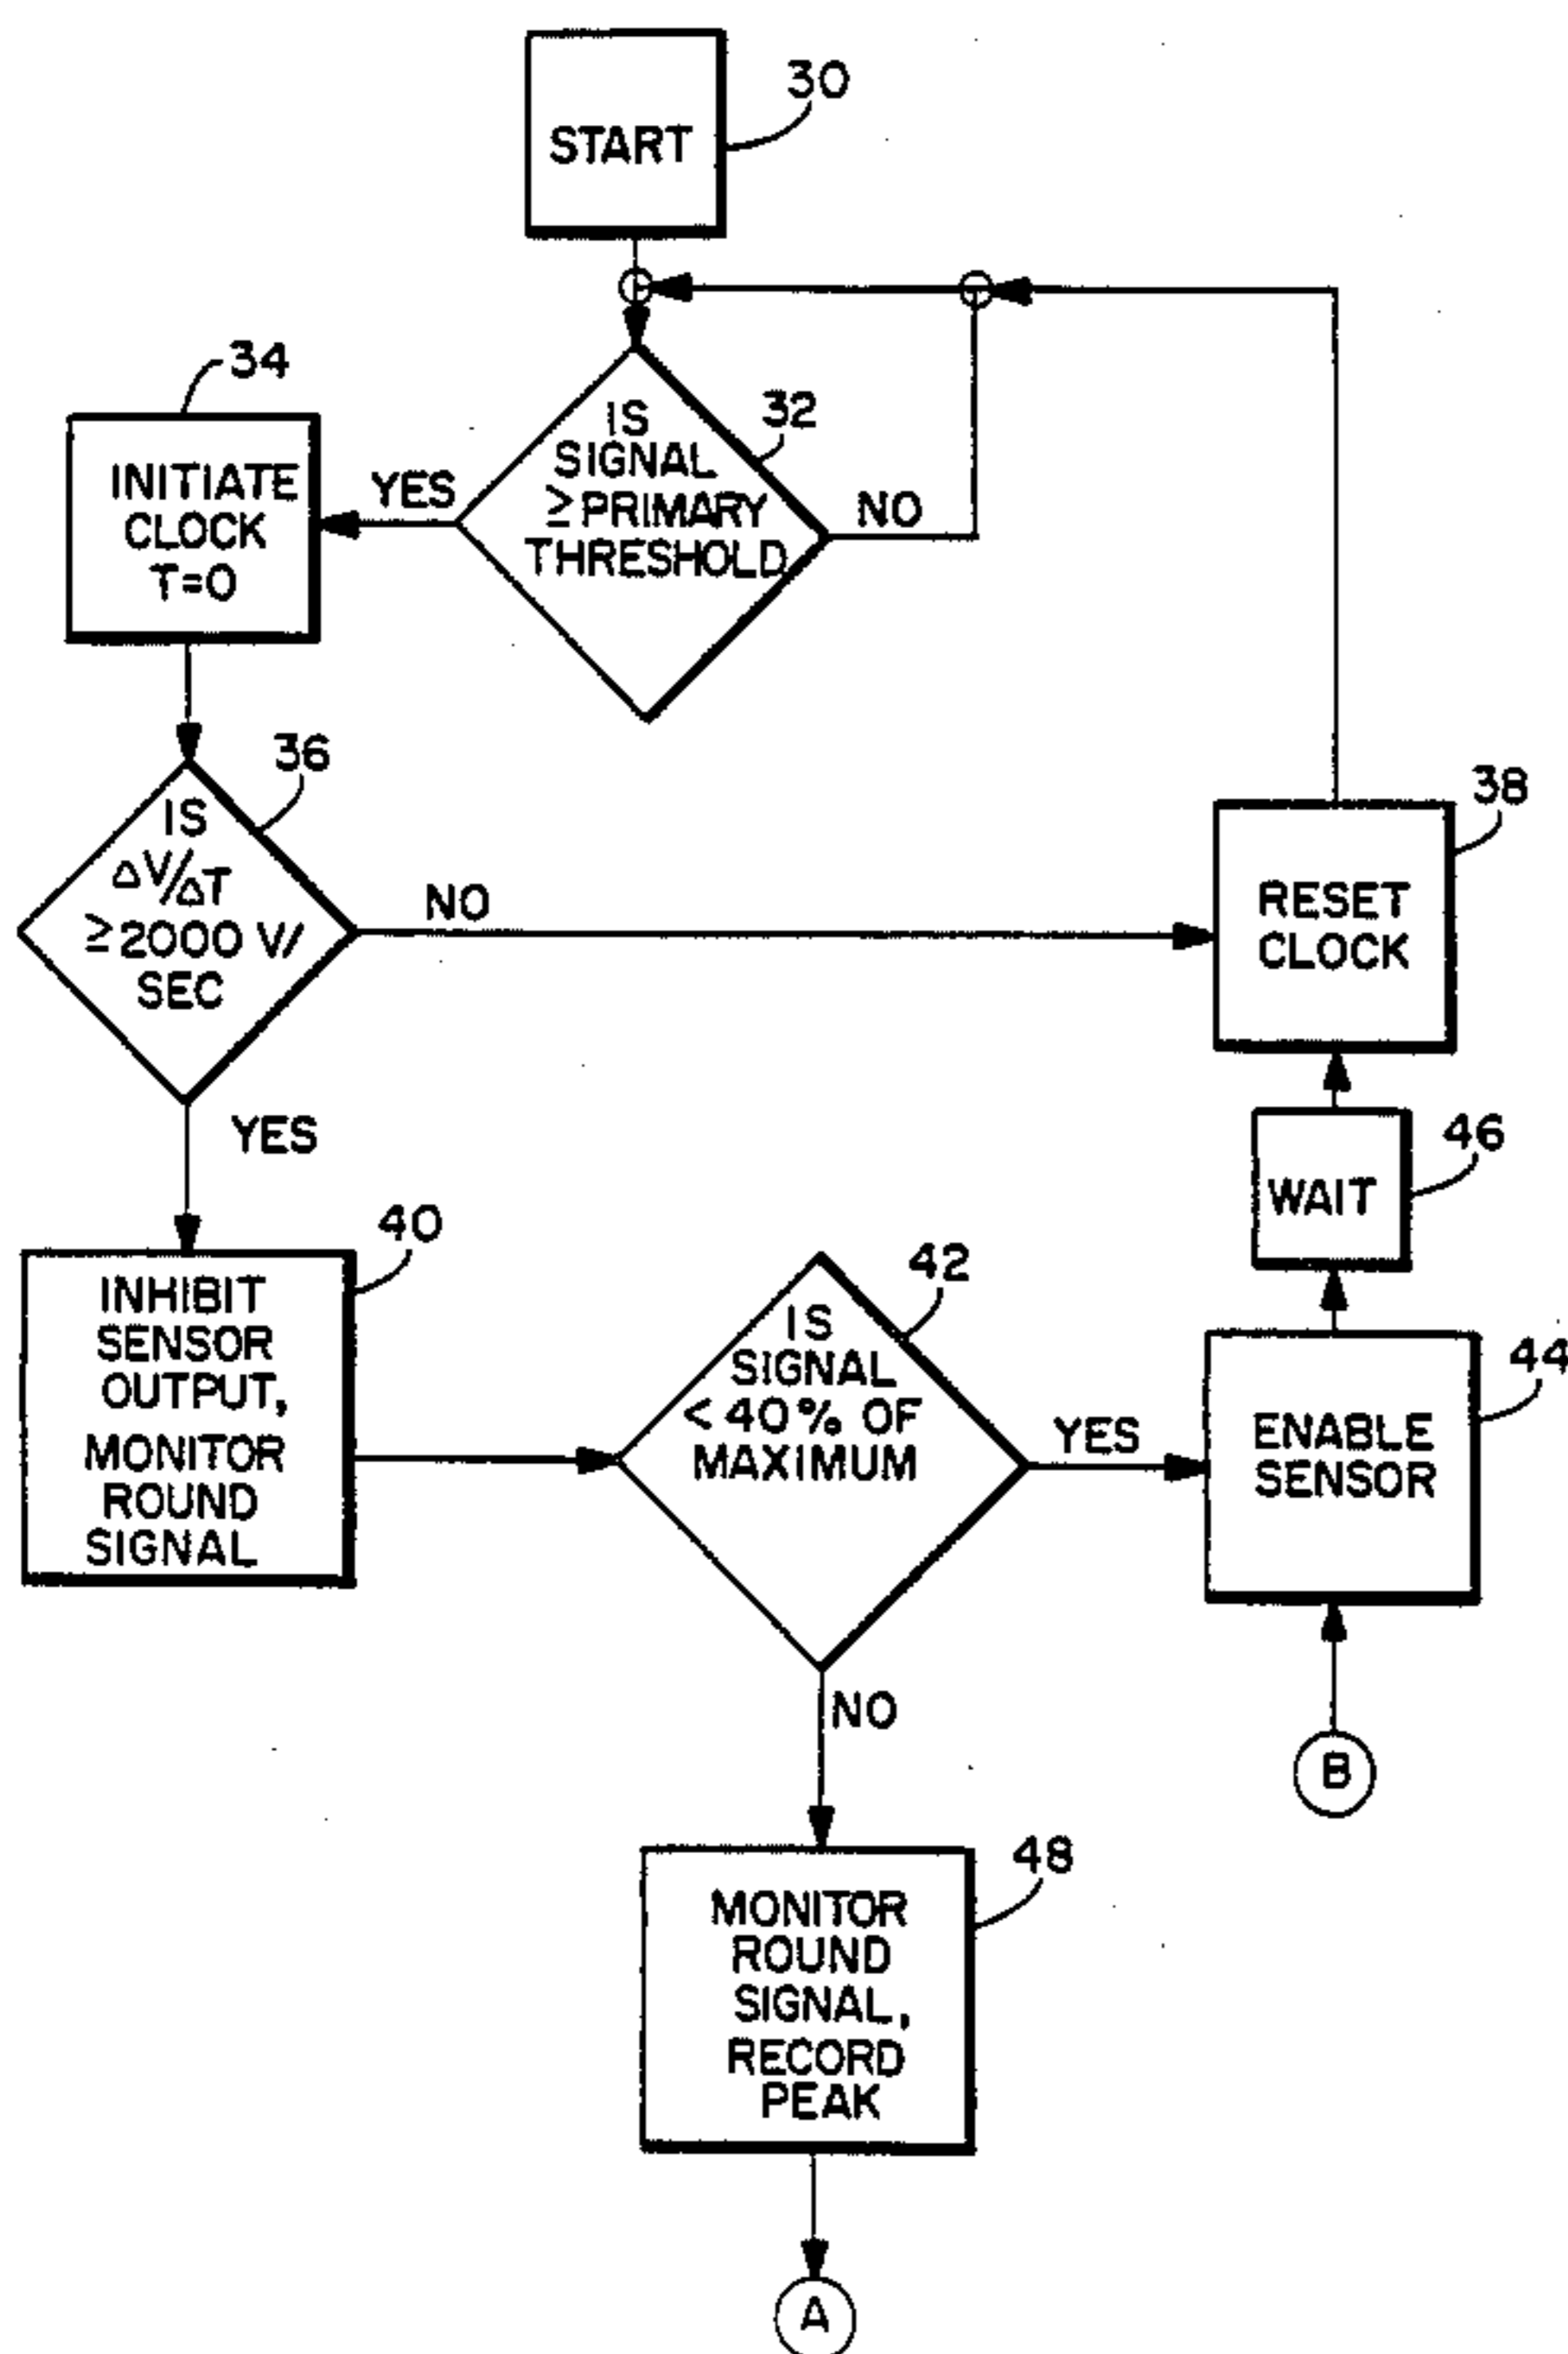 START
30
34
INITIATE
CLOCK
T=0
YES
IS
SIGNAL
≥PRIMARY
THRESHOLD
32
NO
36
IS
ΔV/ΔT
≥2000 V/
SEC
NO
YES
38
RESET
CLOCK
46
WAIT
40
INHIBIT
SENSOR
OUTPUT,
MONITOR
ROUND
SIGNAL
42
IS
SIGNAL
<40% OF
MAXIMUM
YES
NO
44
ENABLE
SENSOR
B
48
MONITOR
ROUND
SIGNAL,
RECORD
PEAK
A